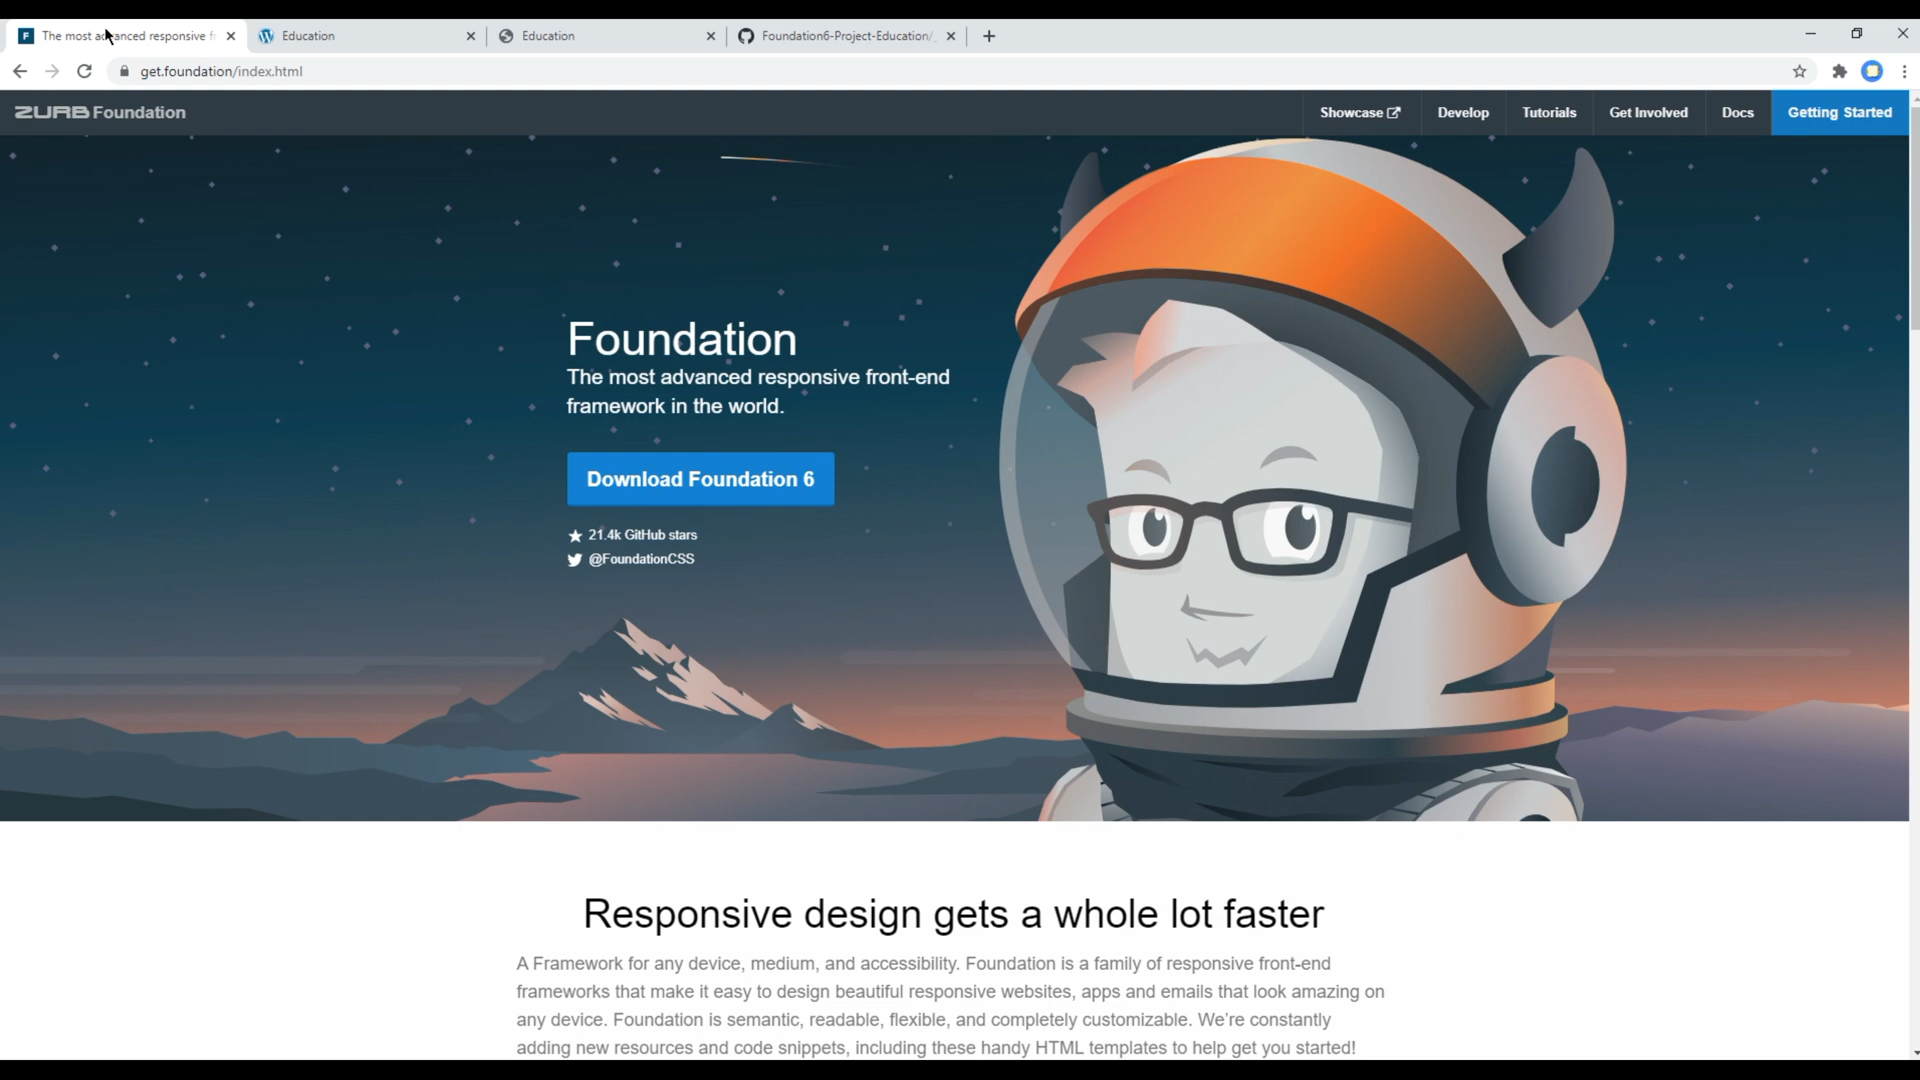 The most advanced responsive fr
Education
Education
Foundation6-Project-Education/_
get.foundation/index.html
ZURB Foundation
Showcase
Develop
Tutorials
Get Involved
Docs
Getting Started
Foundation
The most advanced responsive front-end
framework in the world.
Download Foundation 6
21.4k GitHub stars
@FoundationCSS
Responsive design gets a whole lot faster
A Framework for any device, medium, and accessibility. Foundation is a family of responsive front-end
frameworks that make it easy to design beautiful responsive websites, apps and emails that look amazing on
any device. Foundation is semantic, readable, flexible, and completely customizable. We're constantly
adding new resources and code snippets, including these handy HTML templates to help get you started!